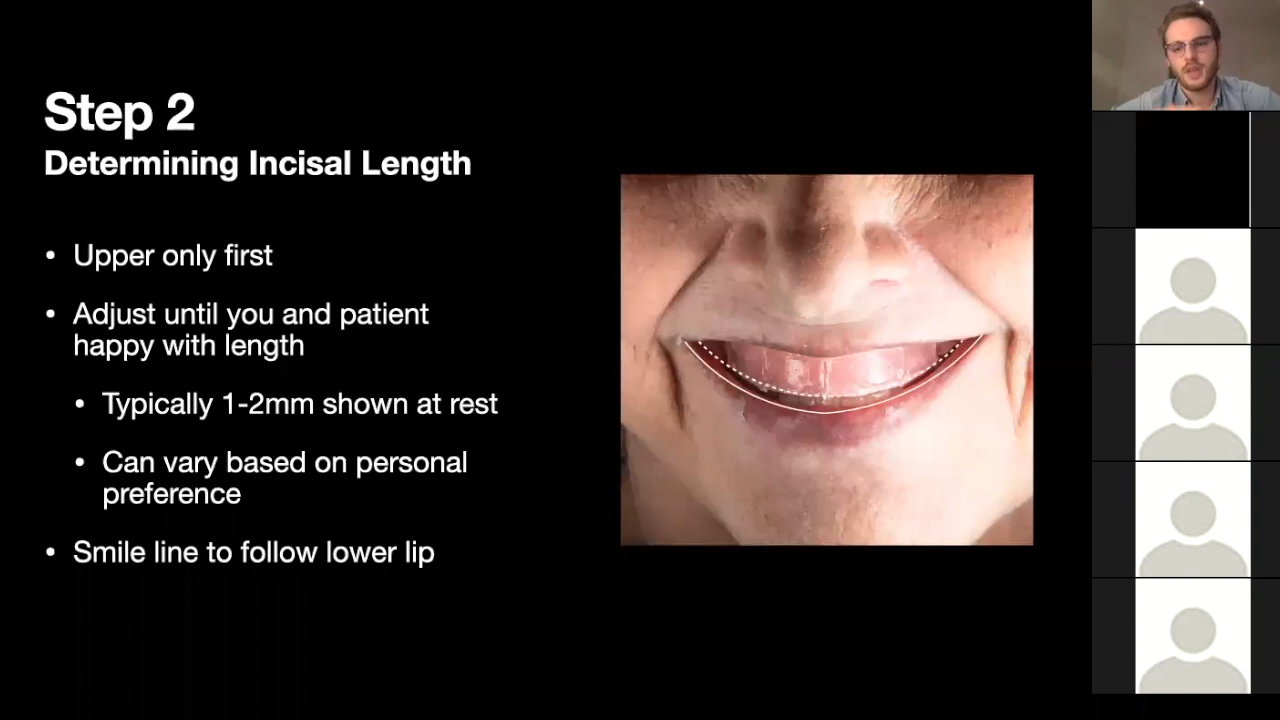 Step 2
Determining Incisal Length
• Upper only first
• Adjust until you and patient
happy with length
• Typically 1-2mm shown at rest
• Can vary based on personal
preference
• Smile line to follow lower lip